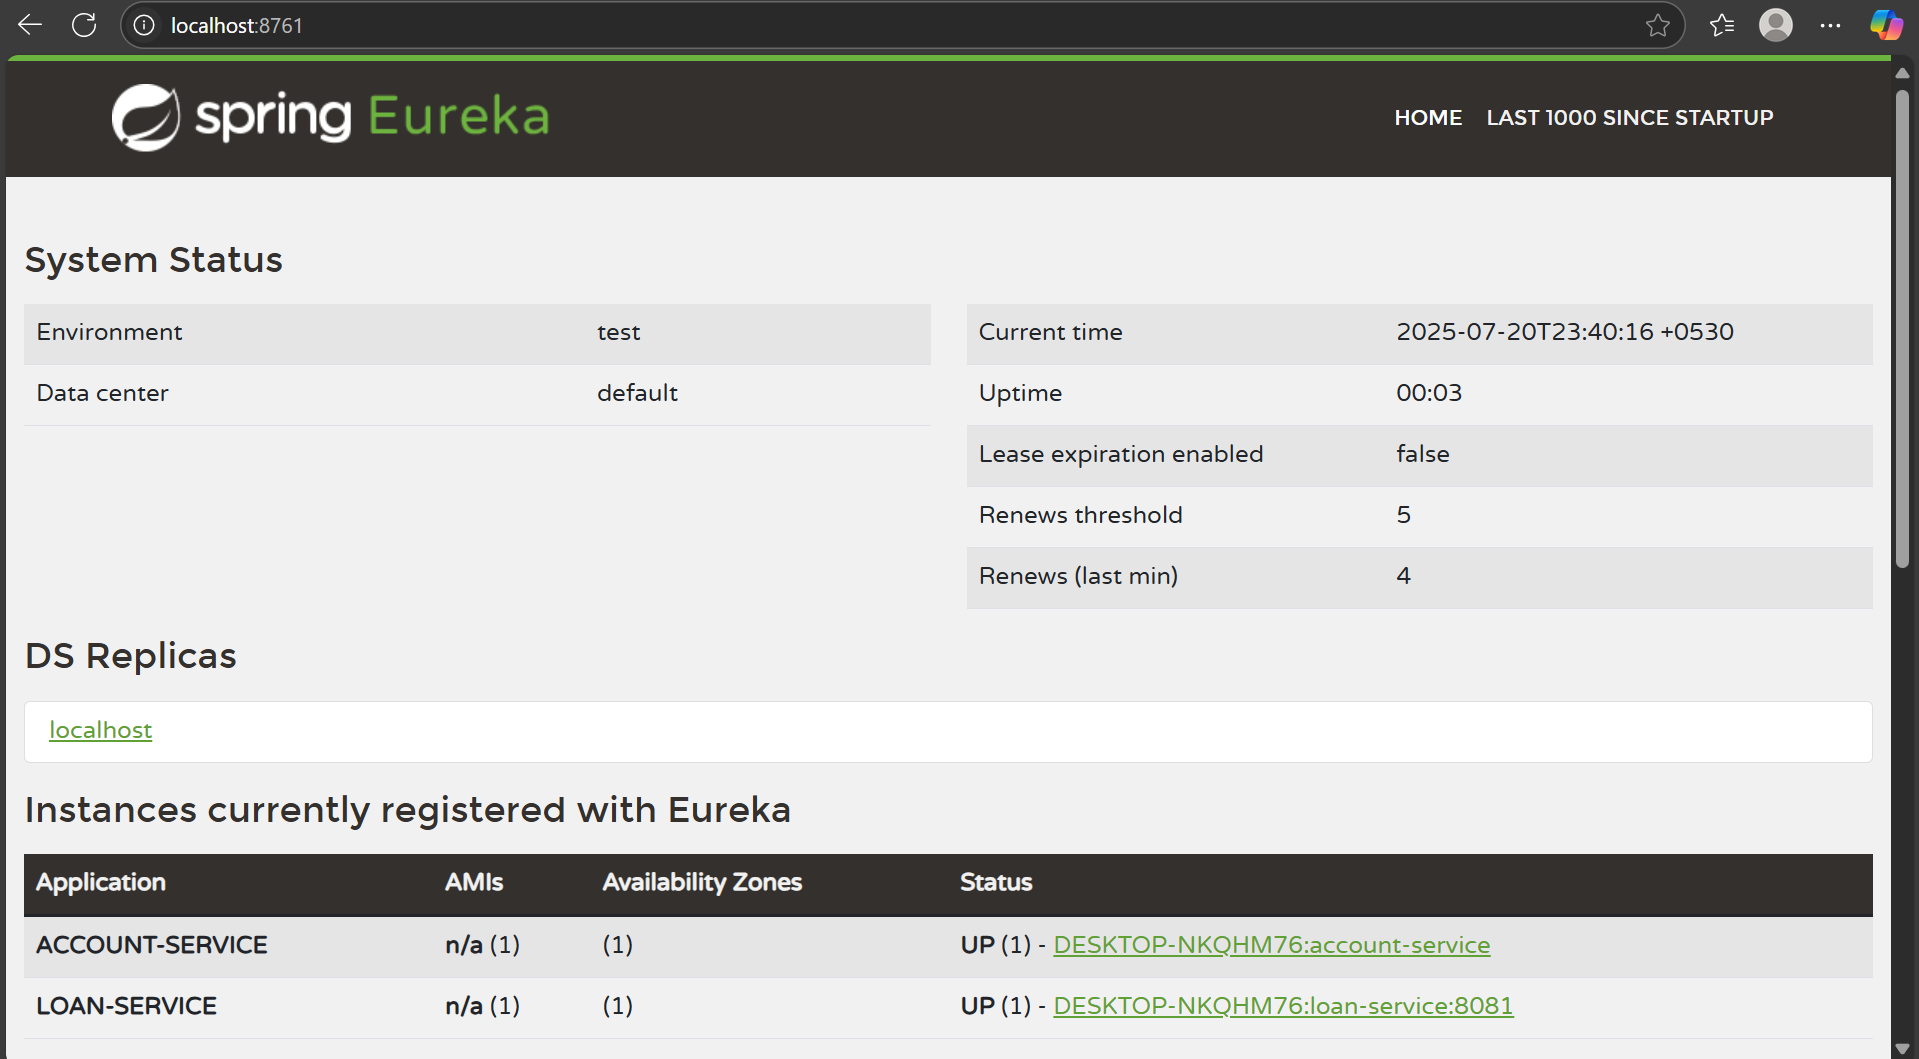 localhost:8761
spring Eureka
HOME LAST 1000 SINCE STARTUP
System Status
Environment test
Data center default
Current time 2025-07-20T23:40:16 +0530
Uptime 00:03
Lease expiration enabled false
Renews threshold 5
Renews (last min) 4
DS Replicas
localhost
Instances currently registered with Eureka
Application AMIs Availability Zones Status
ACCOUNT-SERVICE n/a (1) (1) UP (1) - DESKTOP-NKQHM76:account-service
LOAN-SERVICE n/a (1) (1) UP (1) - DESKTOP-NKQHM76:loan-service:8081